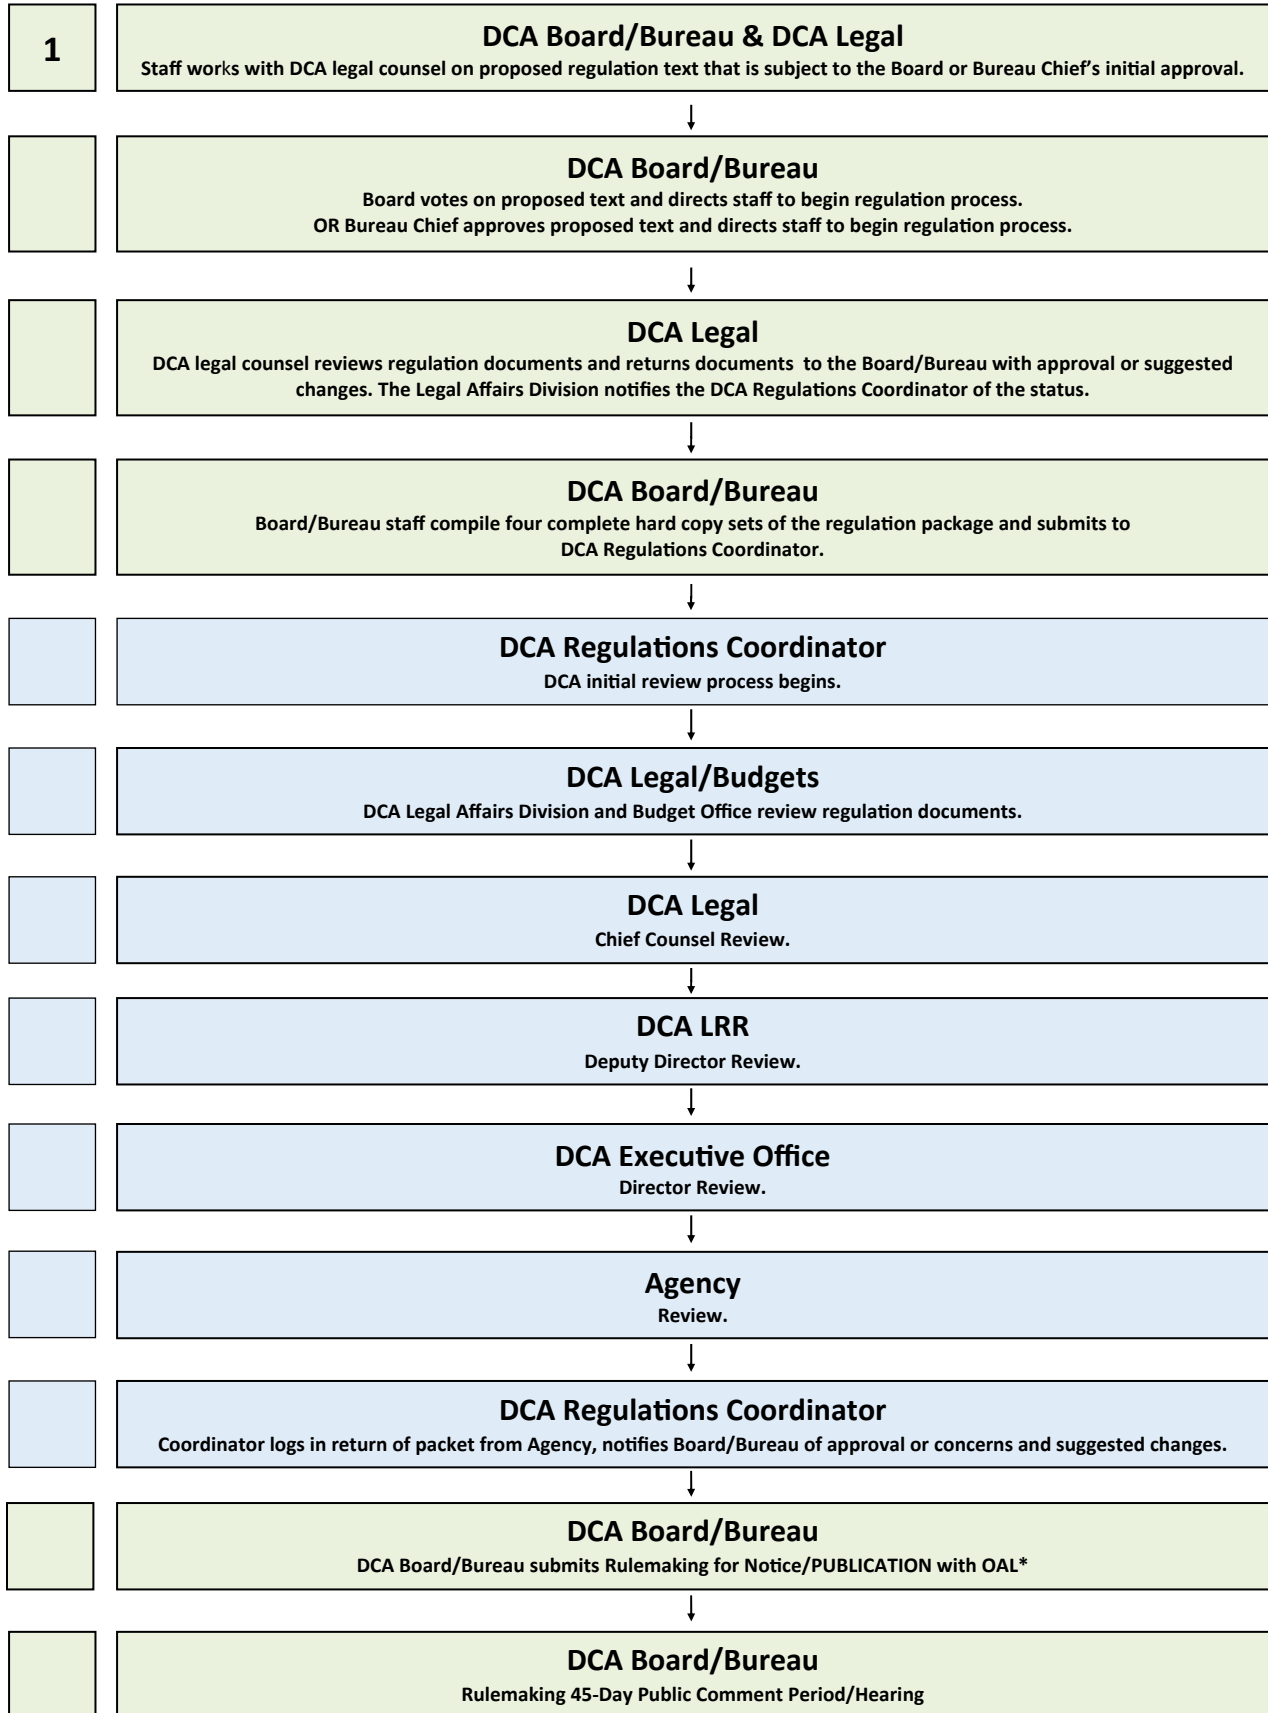 1
DCA Board/Bureau & DCA Legal
Staff works with DCA legal counsel on proposed regulation text that is subject to the Board or Bureau Chief's initial approval.
DCA Board/Bureau
Board votes on proposed text and directs staff to begin regulation process.
OR Bureau Chief approves proposed text and directs staff to begin regulation process.
DCA Legal
DCA legal counsel reviews regulation documents and returns documents to the Board/Bureau with approval or suggested
changes. The Legal Affairs Division notifies the DCA Regulations Coordinator of the status.
DCA Board/Bureau
Board/Bureau staff compile four complete hard copy sets of the regulation package and submits to
DCA Regulations Coordinator.
DCA Regulations Coordinator
DCA initial review process begins.
DCA Legal/Budgets
DCA Legal Affairs Division and Budget Office review regulation documents.
DCA Legal
Chief Counsel Review.
DCA LRR
Deputy Director Review.
DCA Executive Office
Director Review.
Agency
Review.
DCA Regulations Coordinator
Coordinator logs in return of packet from Agency, notifies Board/Bureau of approval or concerns and suggested changes.
DCA Board/Bureau
DCA Board/Bureau submits Rulemaking for Notice/PUBLICATION with OAL*
DCA Board/Bureau
Rulemaking 45-Day Public Comment Period/Hearing